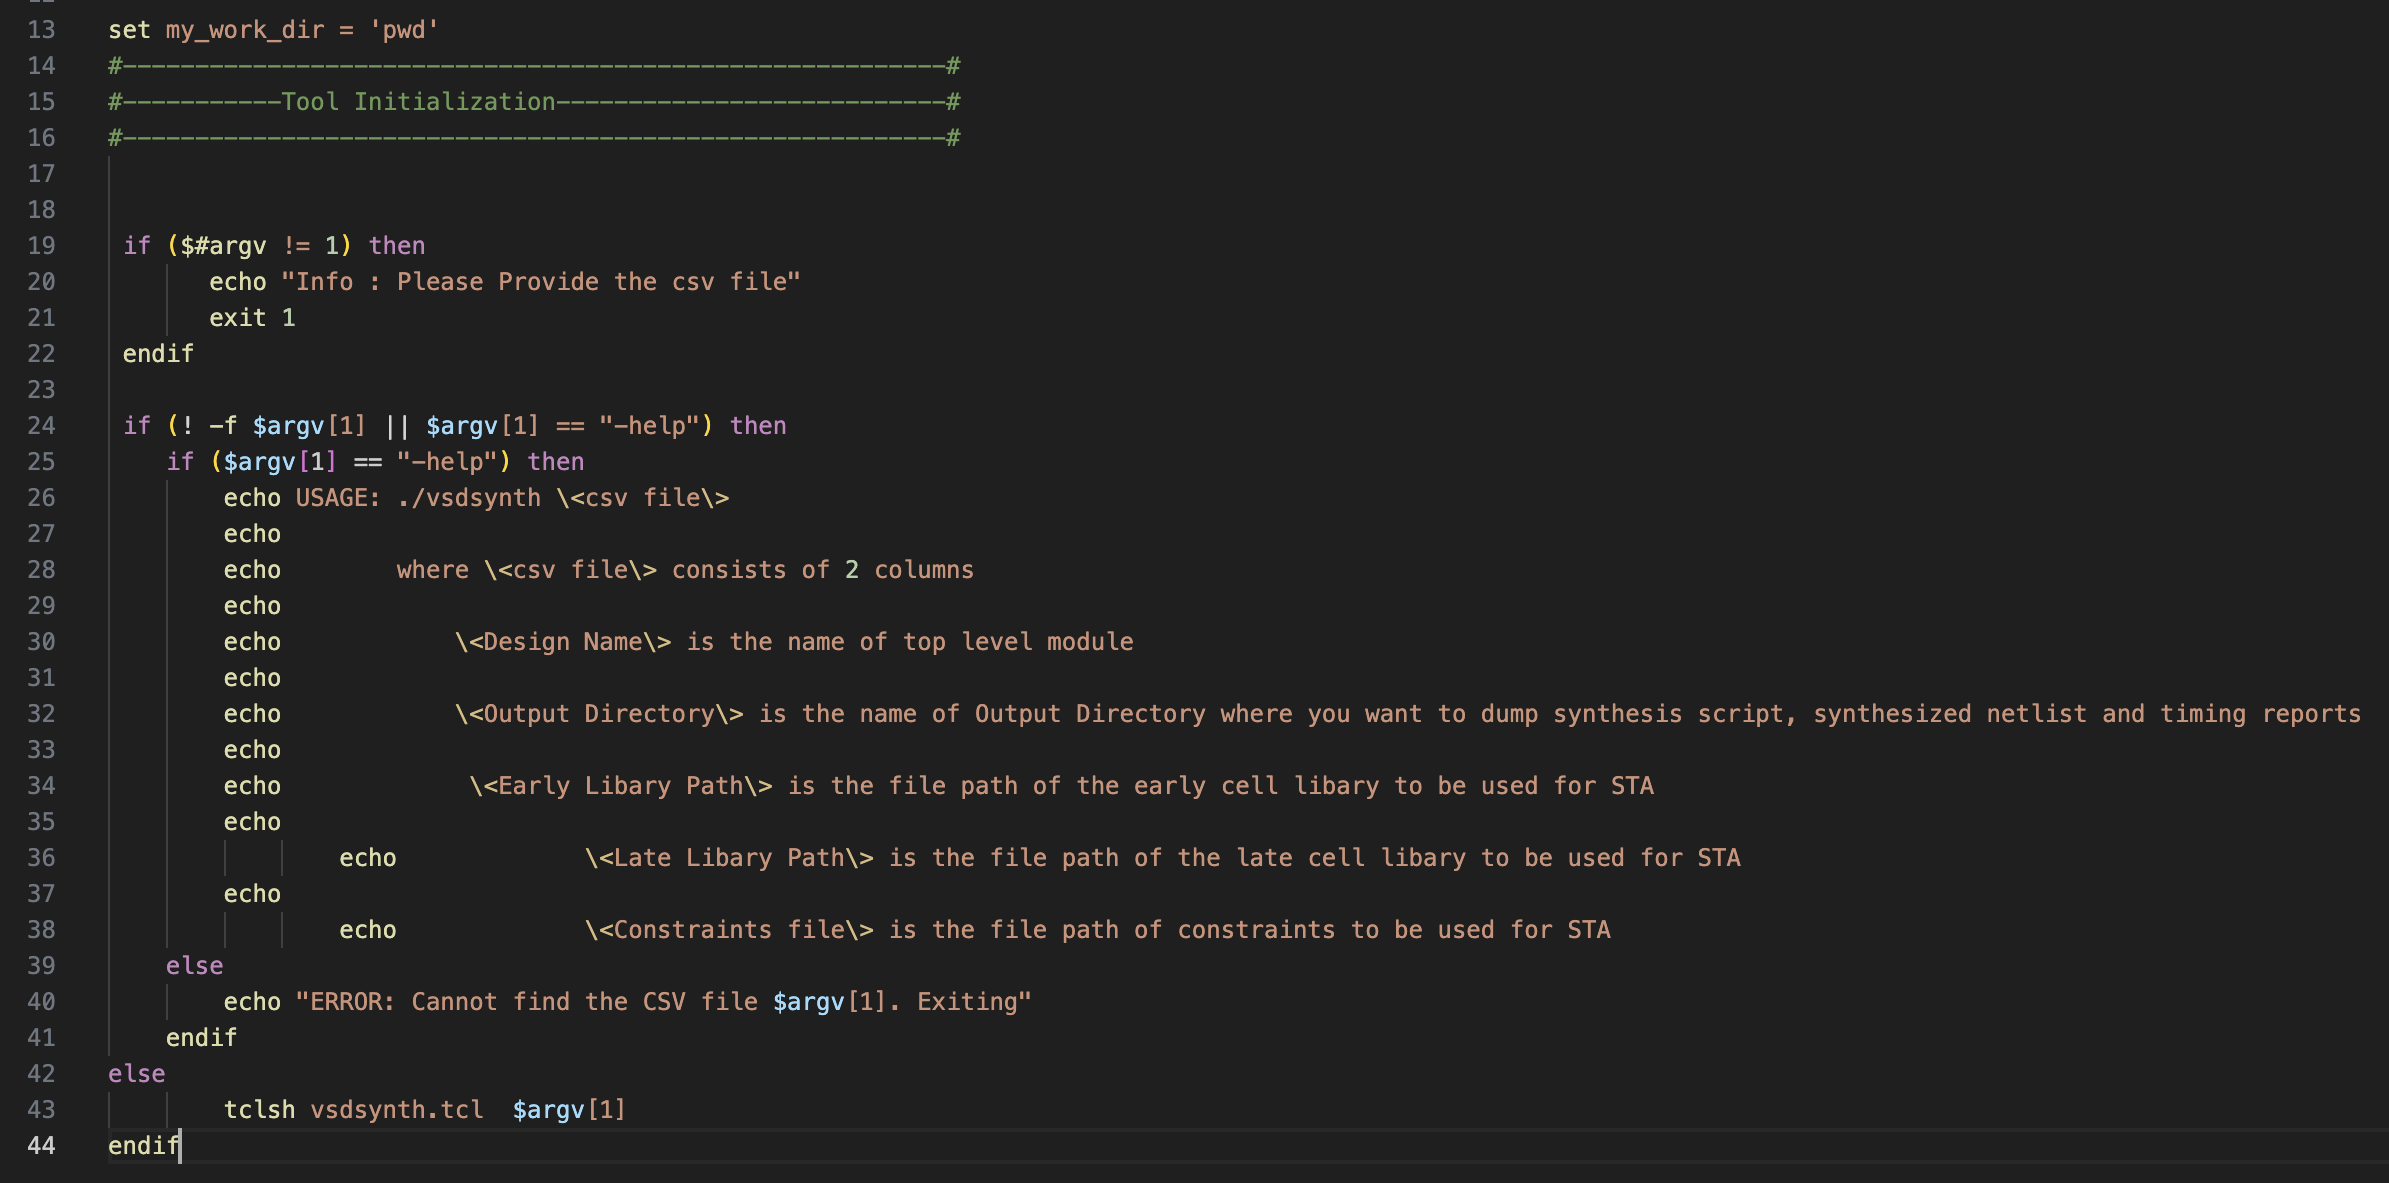 13 set my_work_dir = 'pwd'
14 #---------------------------------------------------------#
15 #-----------Tool Initialization---------------------------#
16 #---------------------------------------------------------#
17
18
19 if ($#argv != 1) then
20 echo "Info : Please Provide the csv file"
21 exit 1
22 endif
23
24 if (! -f $argv[1] || $argv[1] == "-help") then
25 if ($argv[1] == "-help") then
26 echo USAGE: ./vsdsynth \<csv file\>
27 echo
28 echo where \<csv file\> consists of 2 columns
29 echo
30 echo \<Design Name\> is the name of top level module
31 echo
32 echo \<Output Directory\> is the name of Output Directory where you want to dump synthesis script, synthesized netlist and timing reports
33 echo
34 echo \<Early Libary Path\> is the file path of the early cell libary to be used for STA
35 echo
36 echo \<Late Libary Path\> is the file path of the late cell libary to be used for STA
37 echo
38 echo \<Constraints file\> is the file path of constraints to be used for STA
39 else
40 echo "ERROR: Cannot find the CSV file $argv[1]. Exiting"
41 endif
42 else
43 tclsh vsdsynth.tcl $argv[1]
44 endif